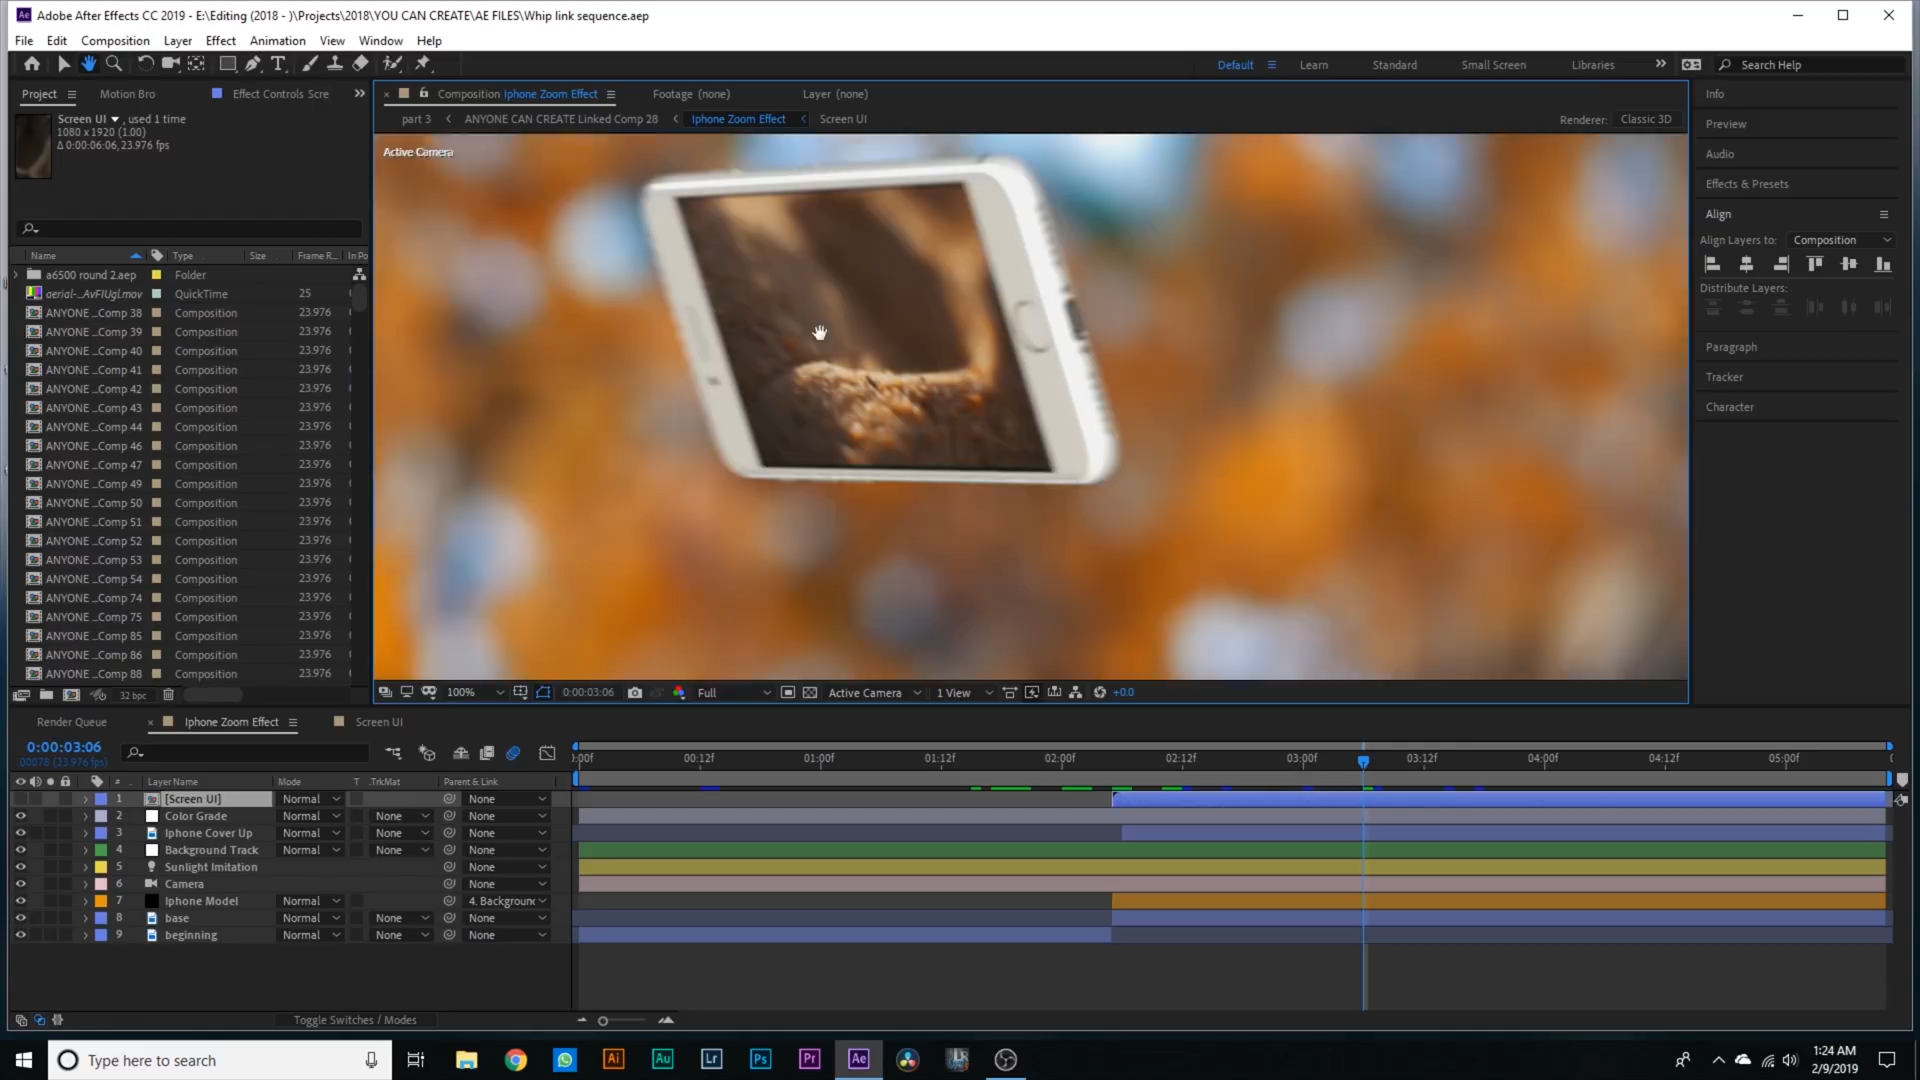 Adobe After Effects CC 2019 - E:\Editing (2018 - )\Projects\2018\YOU CAN CREATE\AE FILES\Whip link sequence.aep
File Edit Composition Layer Effect Animation View Window Help
Default Learn Standard Small Screen Libraries Search Help
Project Motion Bro Effect Controls Scre
Composition Iphone Zoom Effect Footage (none) Layer (none)
Info
Screen UI , used 1 time
1080 x 1920 (1.00)
Δ 0:00:06:06, 23.976 fps
part 3 ANYONE CAN CREATE Linked Comp 28 Iphone Zoom Effect Screen UI Renderer: Classic 3D
Preview
Active Camera
Audio
Effects & Presets
Align
Align Layers to: Composition
Distribute Layers:
Paragraph
Tracker
Character
Name Type Size Frame R... In Po
a6500 round 2.aep Folder
aerial-_AvFIUgl.mov QuickTime 25
ANYONE ...Comp 38 Composition 23.976
ANYONE ...Comp 39 Composition 23.976
ANYONE ...Comp 40 Composition 23.976
ANYONE ...Comp 41 Composition 23.976
ANYONE ...Comp 42 Composition 23.976
ANYONE ...Comp 43 Composition 23.976
ANYONE ...Comp 44 Composition 23.976
ANYONE ...Comp 46 Composition 23.976
ANYONE ...Comp 47 Composition 23.976
ANYONE ...Comp 49 Composition 23.976
ANYONE ...Comp 50 Composition 23.976
ANYONE ...Comp 51 Composition 23.976
ANYONE ...Comp 52 Composition 23.976
ANYONE ...Comp 53 Composition 23.976
ANYONE ...Comp 54 Composition 23.976
ANYONE ...Comp 74 Composition 23.976
ANYONE ...Comp 75 Composition 23.976
ANYONE ...Comp 85 Composition 23.976
ANYONE ...Comp 86 Composition 23.976
ANYONE ...Comp 88 Composition 23.976
32 bpc
100% 0:00:03:06 Full Active Camera 1 View +0.0
Render Queue Iphone Zoom Effect Screen UI
0:00:03:06
00078 (23.976 fps)
:00f 00:12f 01:00f 01:12f 02:00f 02:12f 03:00f 03:12f 04:00f 04:12f 05:00f
# Layer Name Mode T .TrkMat Parent & Link
1 [Screen UI] Normal None
2 Color Grade Normal None None
3 Iphone Cover Up Normal None None
4 Background Track Normal None None
5 Sunlight Imitation None
6 Camera None
7 Iphone Model Normal 4. Background
8 base Normal None None
9 beginning Normal None None
Toggle Switches / Modes
Type here to search
Ai Au Lr Ps Pr Ae
1:24 AM
2/9/2019